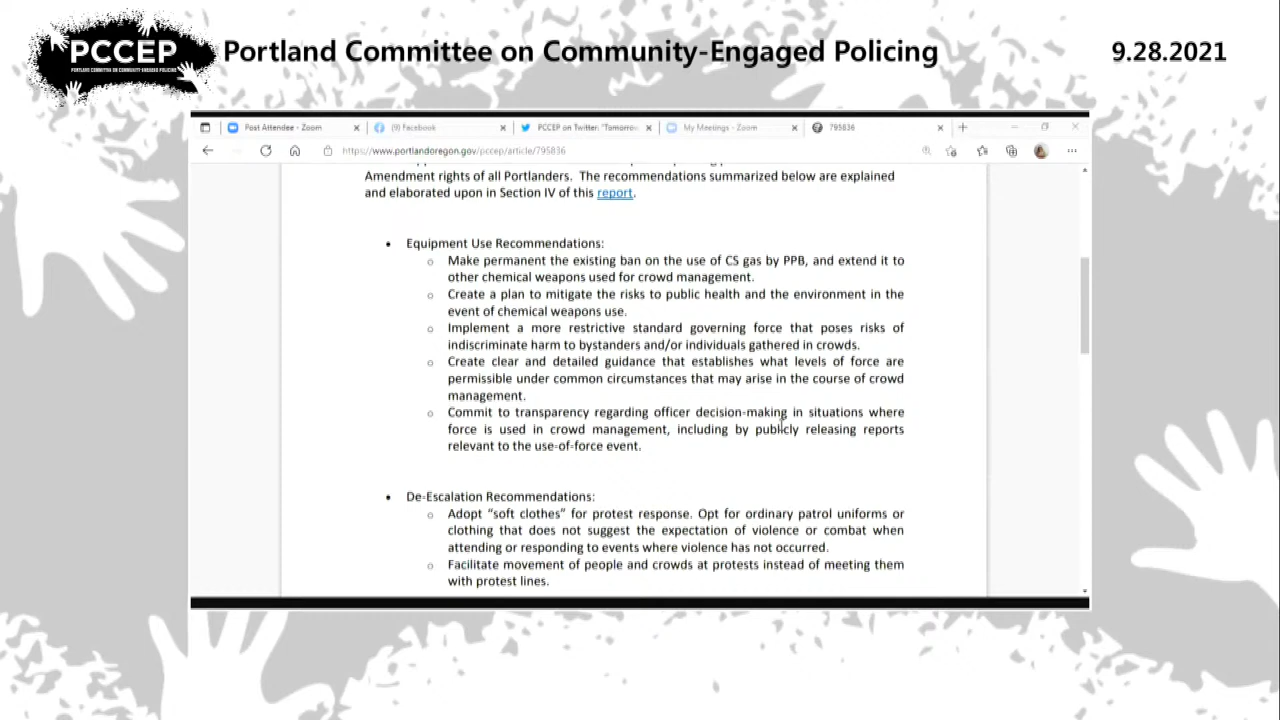 PCCEP
PORTLAND COMMITTEE ON COMMUNITY-ENGAGED POLICING
Portland Committee on Community-Engaged Policing
9.28.2021
Post Attendee - Zoom
(9) Facebook
PCCEP on Twitter: "Tomorrow
My Meetings - Zoom
795836
https://www.portlandoregon.gov/pccep/article/795836
Amendment rights of all Portlanders. The recommendations summarized below are explained
and elaborated upon in Section IV of this report.
• Equipment Use Recommendations:
o Make permanent the existing ban on the use of CS gas by PPB, and extend it to
other chemical weapons used for crowd management.
o Create a plan to mitigate the risks to public health and the environment in the
event of chemical weapons use.
o Implement a more restrictive standard governing force that poses risks of
indiscriminate harm to bystanders and/or individuals gathered in crowds.
o Create clear and detailed guidance that establishes what levels of force are
permissible under common circumstances that may arise in the course of crowd
management.
o Commit to transparency regarding officer decision-making in situations where
force is used in crowd management, including by publicly releasing reports
relevant to the use-of-force event.
• De-Escalation Recommendations:
o Adopt “soft clothes” for protest response. Opt for ordinary patrol uniforms or
clothing that does not suggest the expectation of violence or combat when
attending or responding to events where violence has not occurred.
o Facilitate movement of people and crowds at protests instead of meeting them
with protest lines.